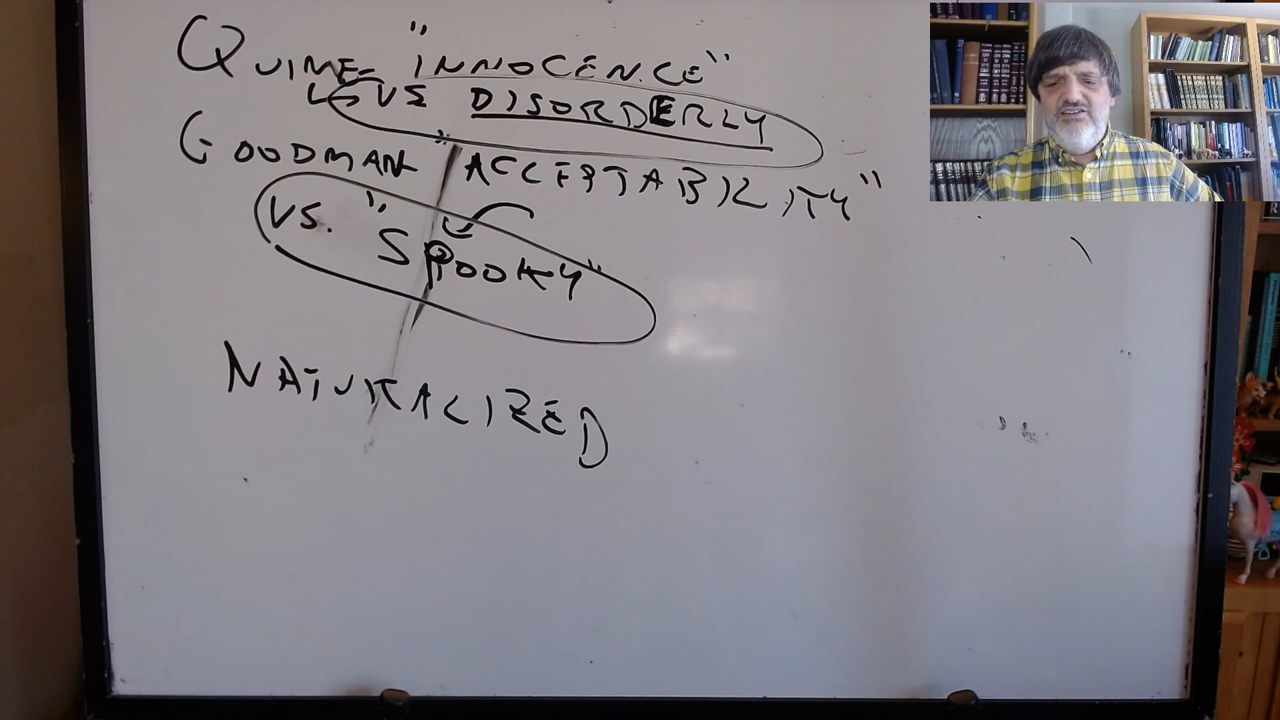 QUINE "INNOCENCE"
VS DISORDERLY
GOODMAN "ACCEPTABILITY"
VS. "SPOOKY"
NATURALIZED